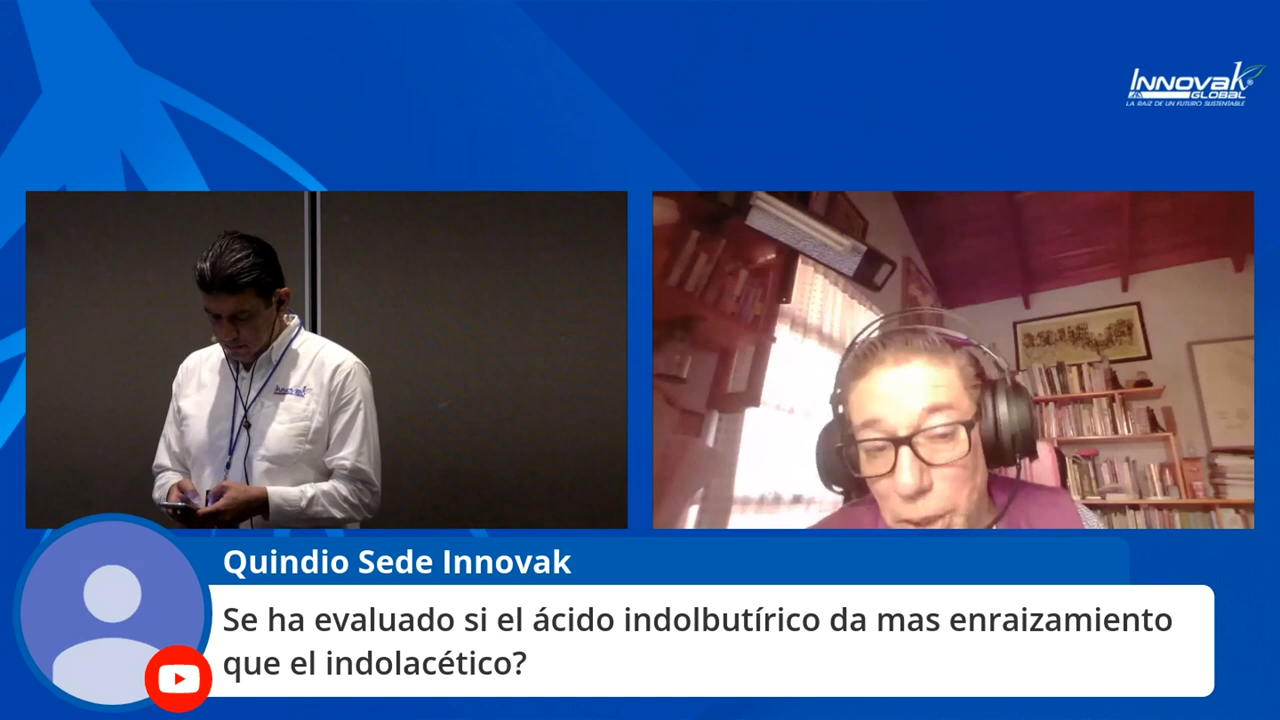 INNOVAK
GLOBAL
LA RAÍZ DE UN FUTURO SUSTENTABLE
Quindio Sede Innovak
Se ha evaluado si el ácido indolbutírico da mas enraizamiento
que el indolacético?